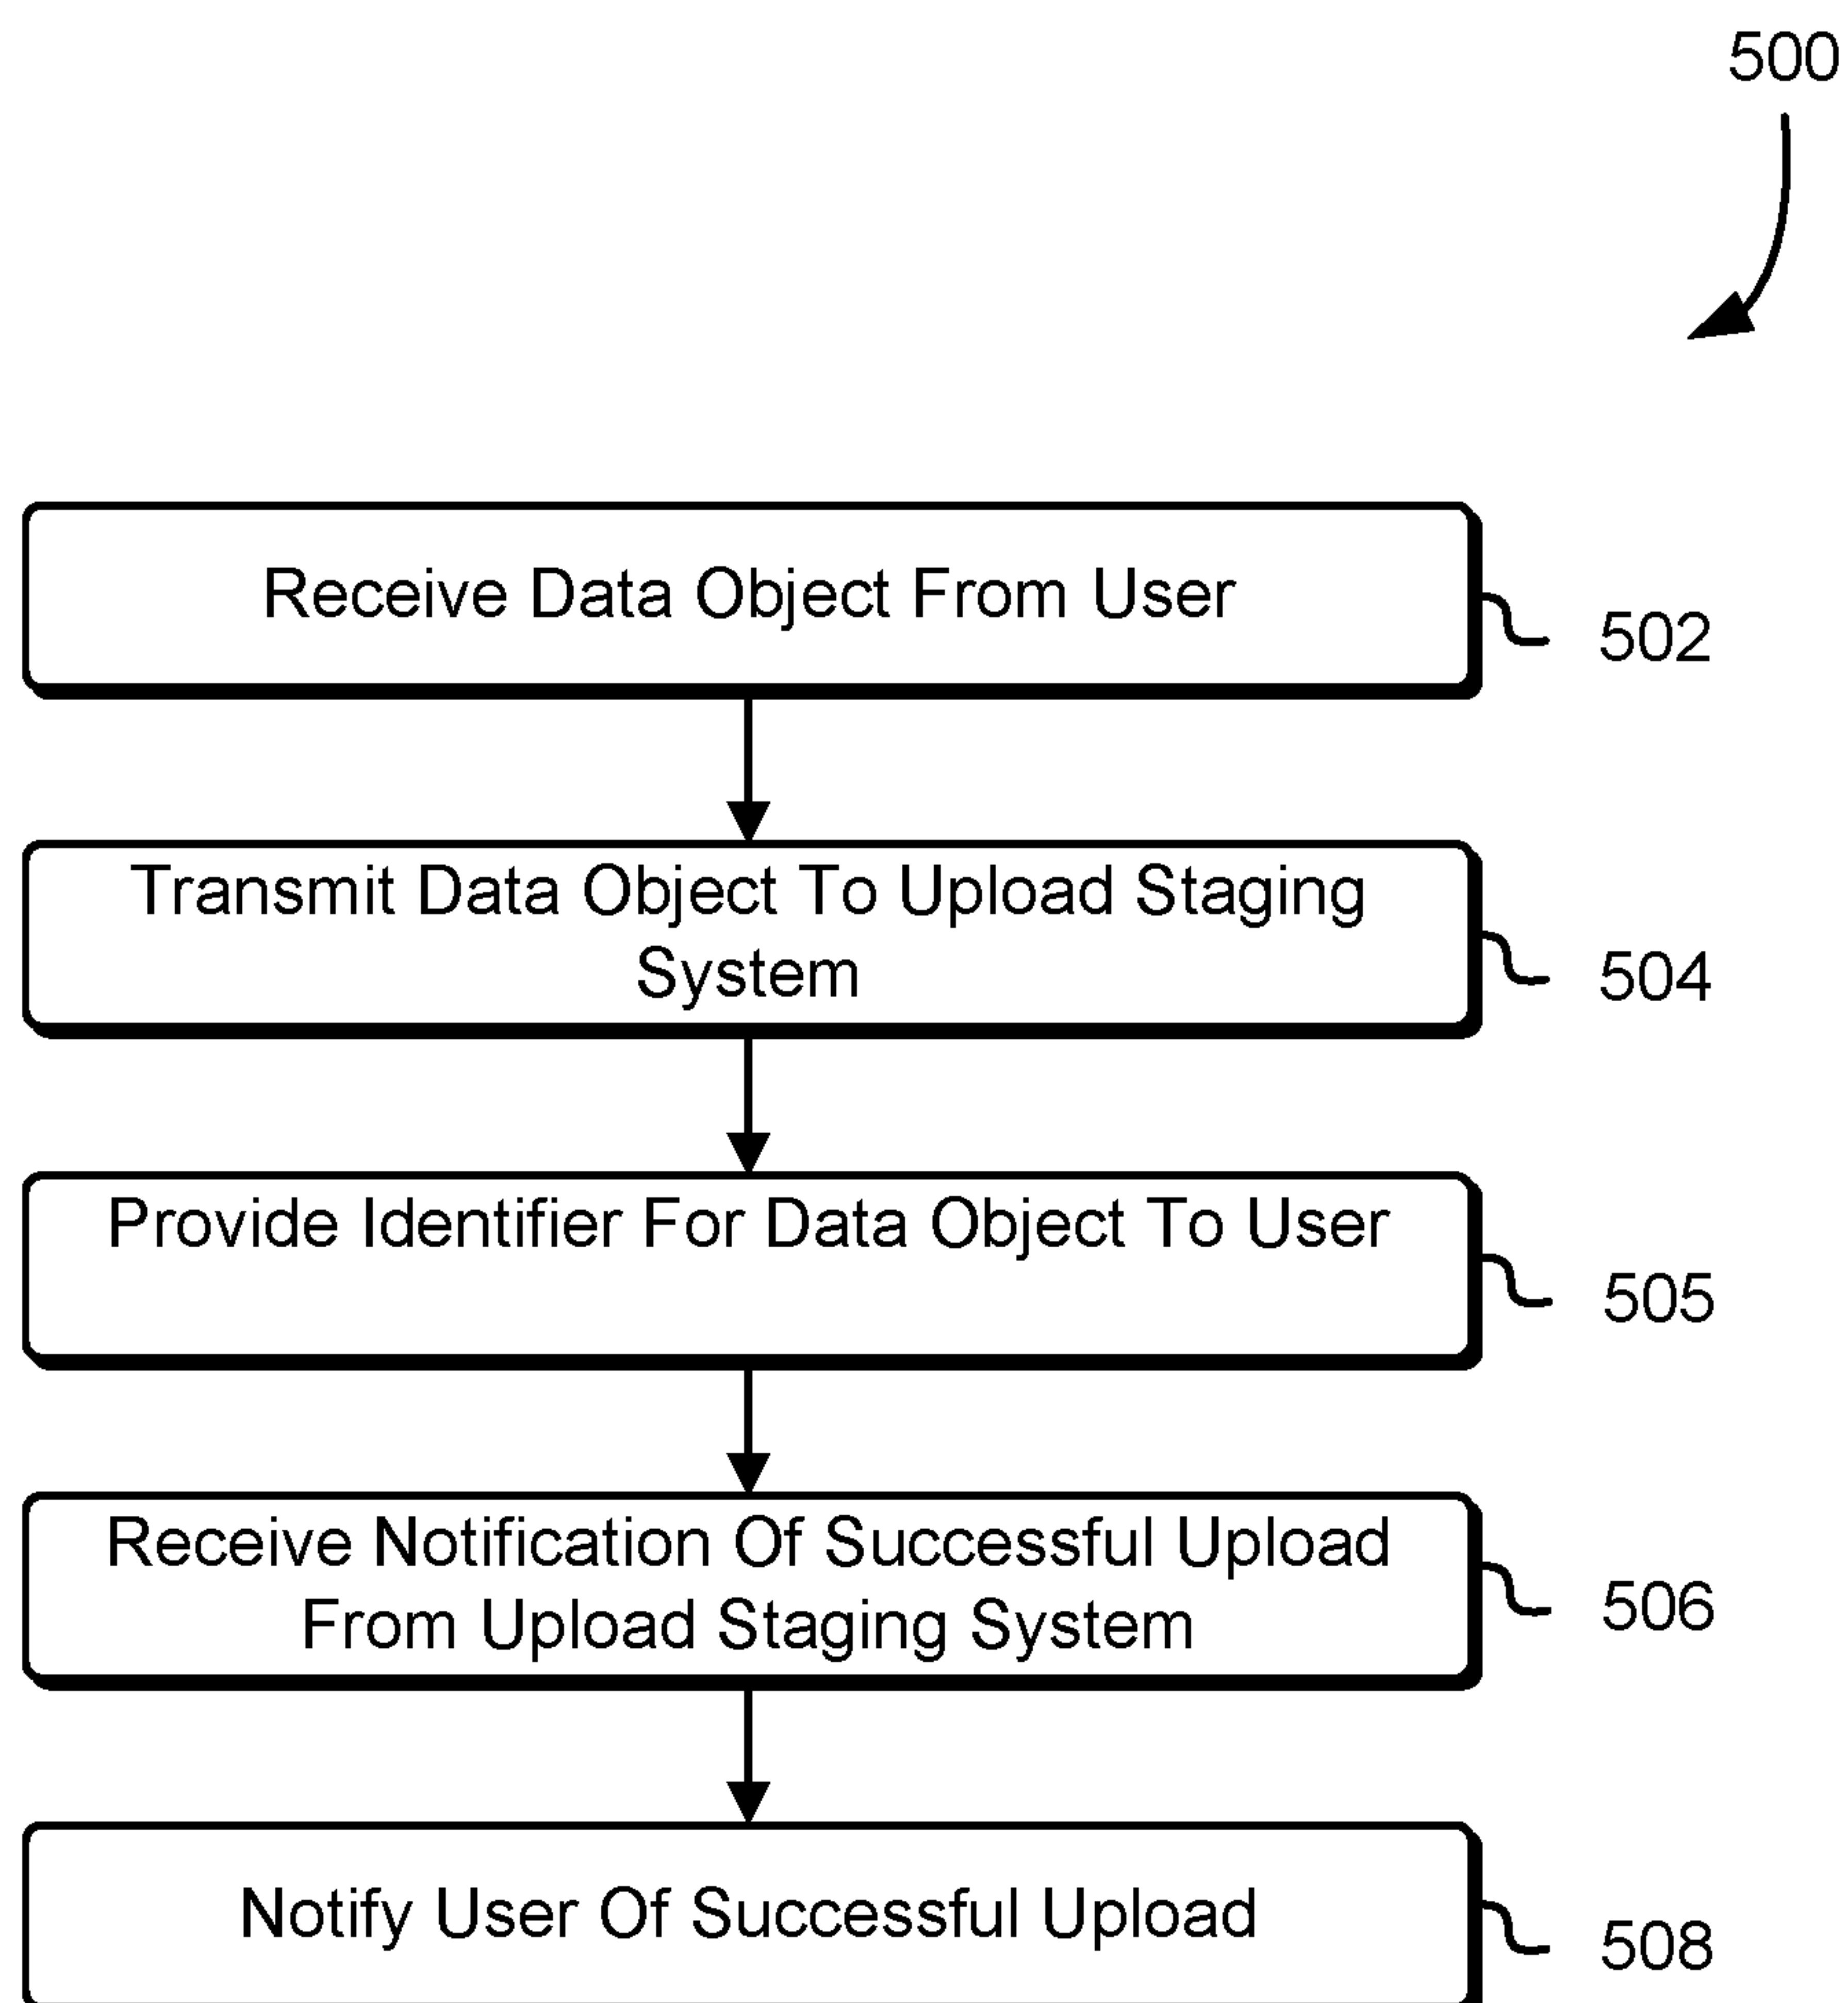 500
Receive Data Object From User
502
Transmit Data Object To Upload Staging
System
504
Provide Identifier For Data Object To User
505
Receive Notification Of Successful Upload
From Upload Staging System
506
Notify User Of Successful Upload
508